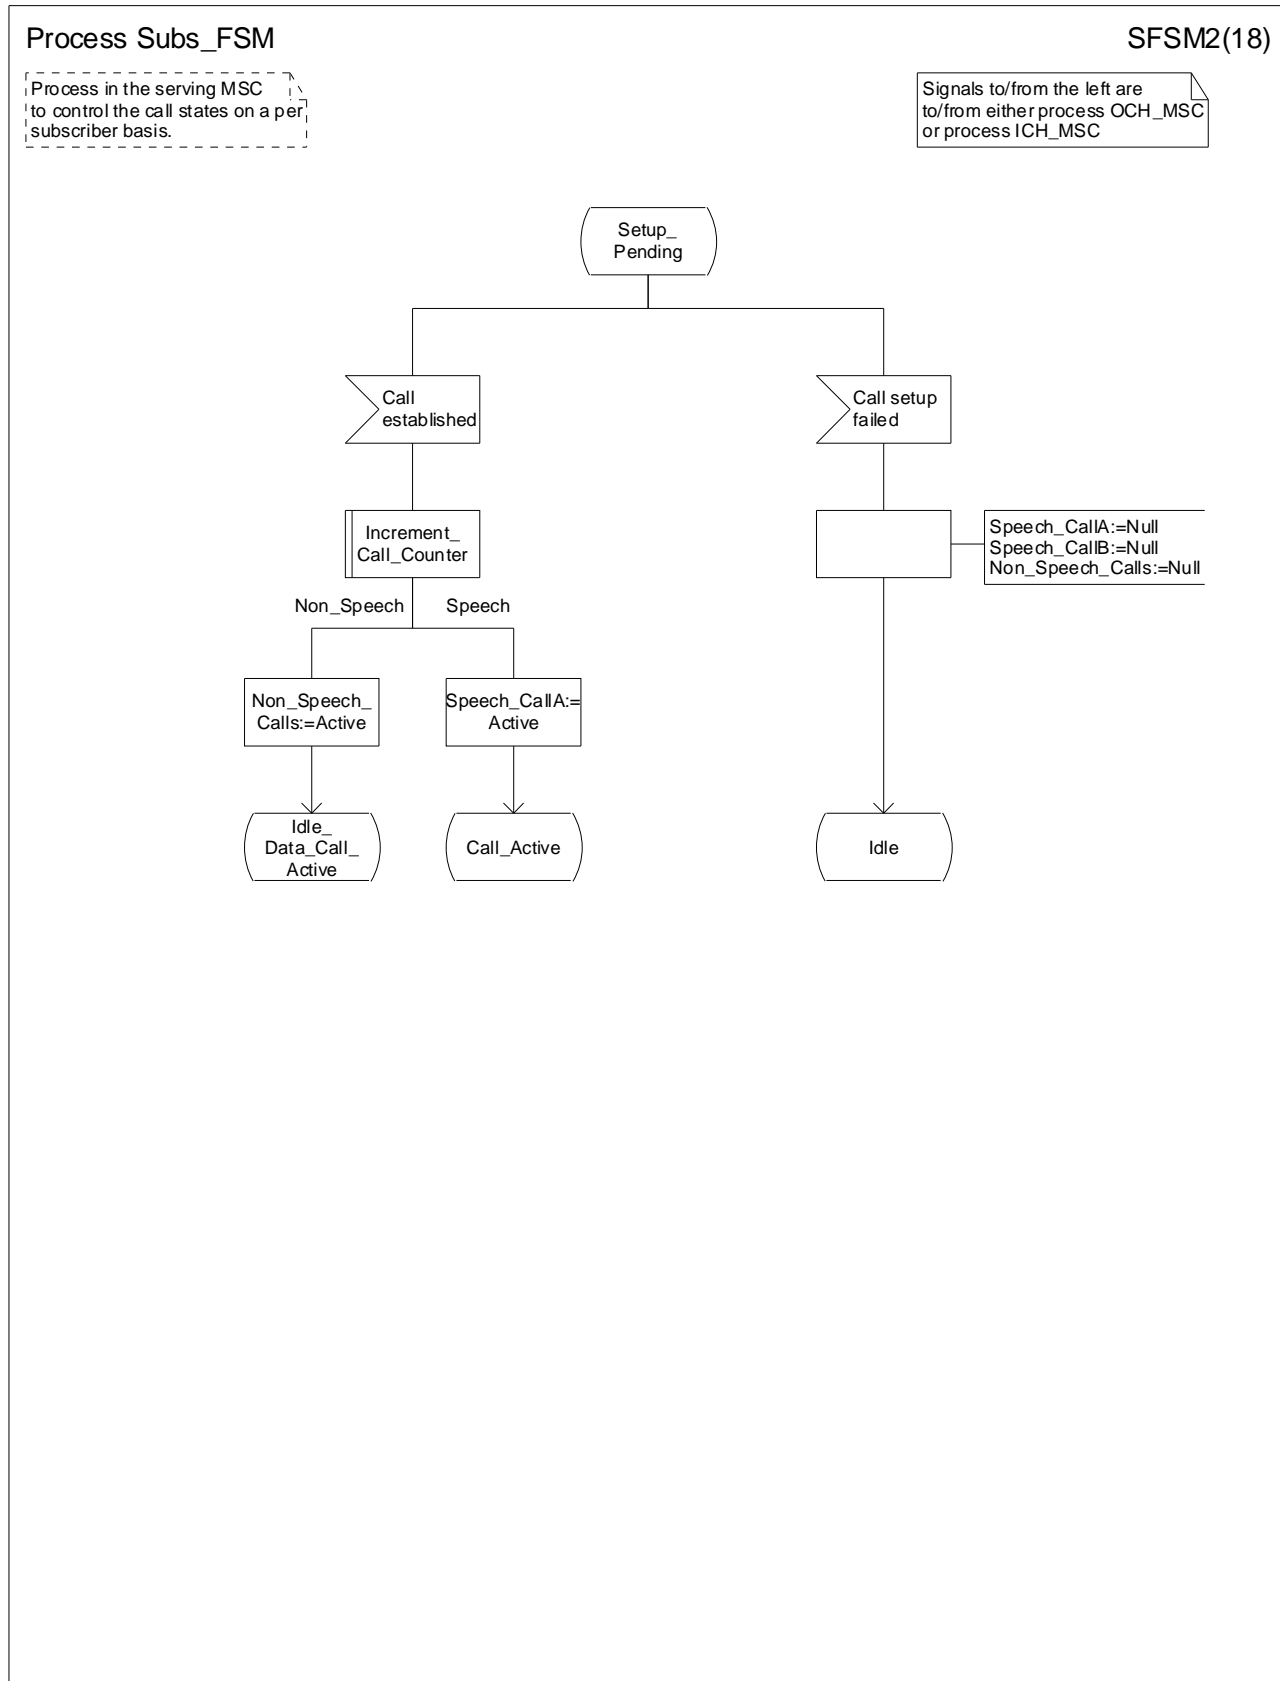 Process Subs_FSM
SFSM2(18)
Process in the serving MSC
to control the call states on a per
subscriber basis.
Signals to/from the left are
to/from either process OCH_MSC
or process ICH_MSC
Setup_
Pending
Call
established
Call setup
failed
Increment_
Call_Counter
Speech_CallA:=Null
Speech_CallB:=Null
Non_Speech_Calls:=Null
Non_Speech
Speech
Non_Speech_
Calls:=Active
Speech_CallA:=
Active
Idle_
Data_Call_
Active
Call_Active
Idle